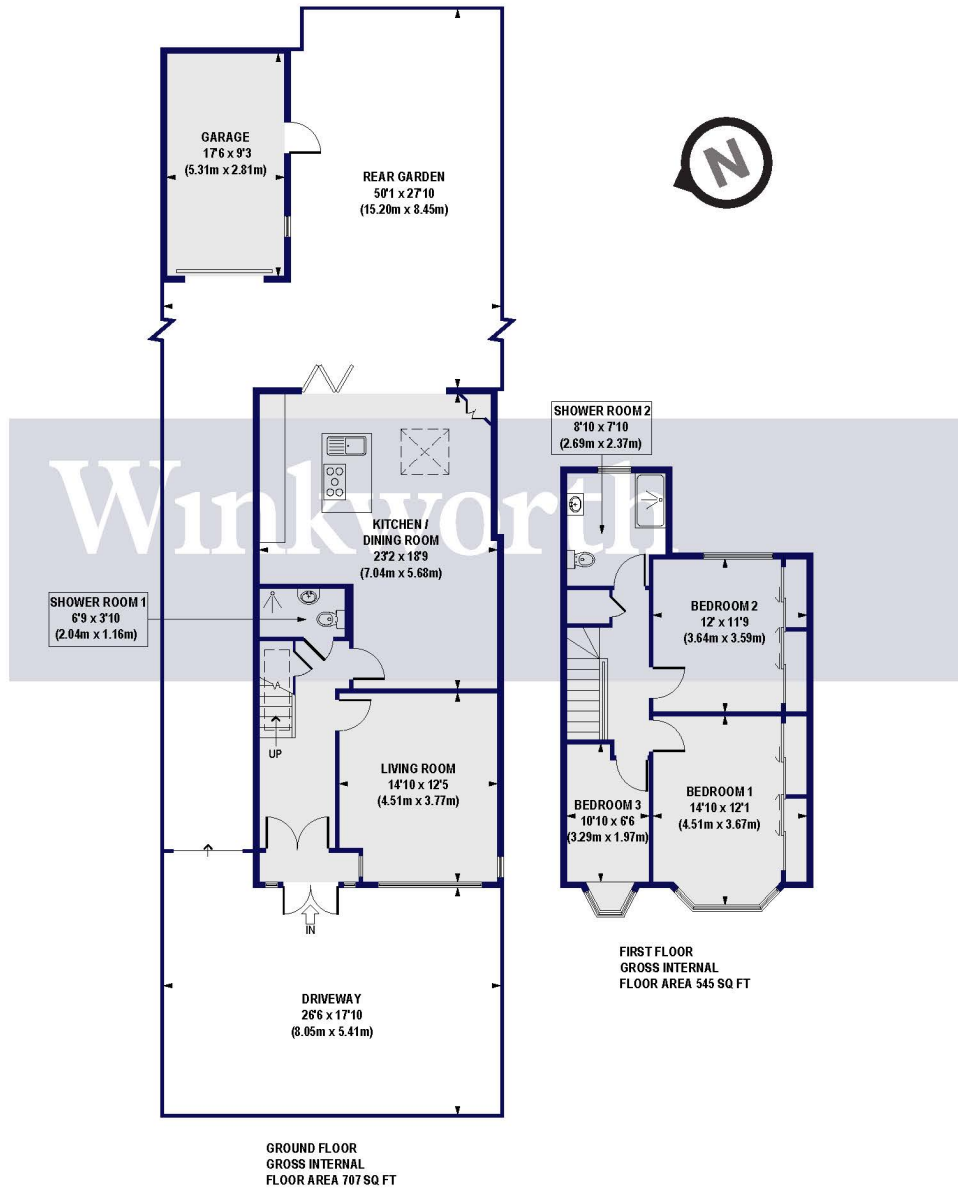 GARAGE
17'6 x 9'3
(5.31m x 2.81m)
REAR GARDEN
50'1 x 27'10
(15.20m x 8.45m)
N
Winkworth
KITCHEN /
DINING ROOM
23'2 x 18'9
(7.04m x 5.68m)
SHOWER ROOM 1
6'9 x 3'10
(2.04m x 1.16m)
UP
LIVING ROOM
14'10 x 12'5
(4.51m x 3.77m)
IN
DRIVEWAY
26'6 x 17'10
(8.05m x 5.41m)
GROUND FLOOR
GROSS INTERNAL
FLOOR AREA 707 SQ FT
SHOWER ROOM 2
8'10 x 7'10
(2.69m x 2.37m)
BEDROOM 2
12' x 11'9
(3.64m x 3.59m)
BEDROOM 1
14'10 x 12'1
(4.51m x 3.67m)
BEDROOM 3
10'10 x 6'6
(3.29m x 1.97m)
FIRST FLOOR
GROSS INTERNAL
FLOOR AREA 545 SQ FT